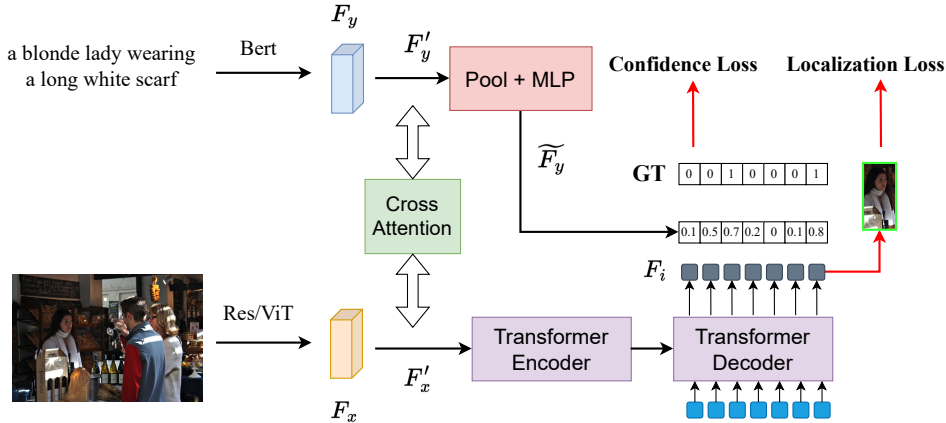 a blonde lady wearing
a long white scarf
Bert
F_y
F'_y
Pool + MLP
Confidence Loss
Localization Loss
\widetilde{F_y}
GT
0 0 1 0 0 0 1
Cross
Attention
0.1 0.5 0.7 0.2 0 0.1 0.8
F_i
Res/ViT
F_x
F'_x
Transformer
Encoder
Transformer
Decoder